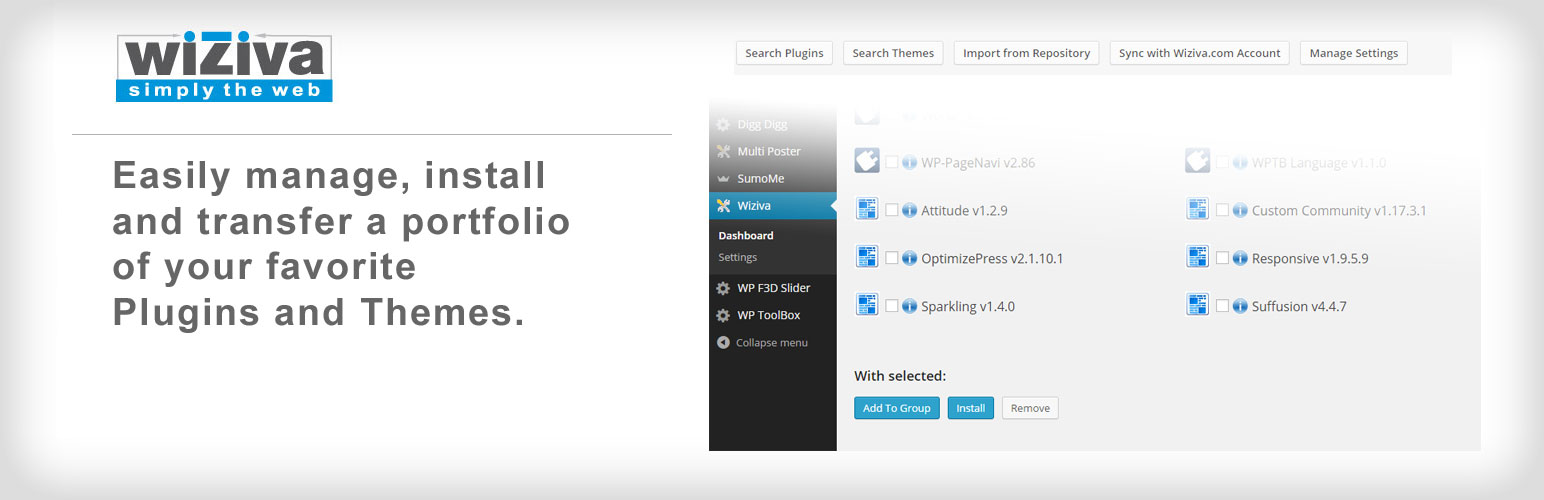 wiziva
simply the web
Easily manage, install
and transfer a portfolio
of your favorite
Plugins and Themes.
Search Plugins
Search Themes
Import from Repository
Sync with Wiziva.com Account
Manage Settings
Digg Digg
Multi Poster
SumoMe
Wiziva
Dashboard
Settings
WP F3D Slider
WP ToolBox
Collapse menu
WP-PageNavi v2.86
WPTB Language v1.1.0
Attitude v1.2.9
Custom Community v1.17.3.1
OptimizePress v2.1.10.1
Responsive v1.9.5.9
Sparkling v1.4.0
Suffusion v4.4.7
With selected:
Add To Group
Install
Remove